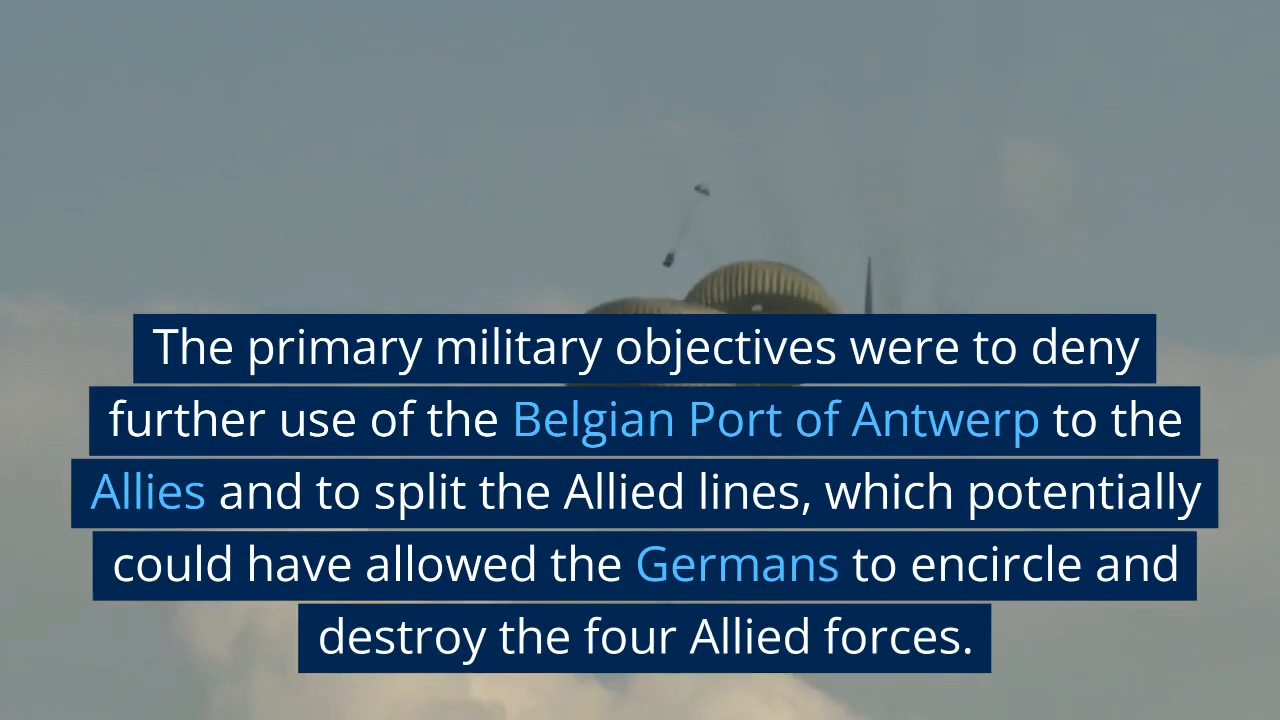 The primary military objectives were to deny
further use of the Belgian Port of Antwerp to the
Allies and to split the Allied lines, which potentially
could have allowed the Germans to encircle and
destroy the four Allied forces.